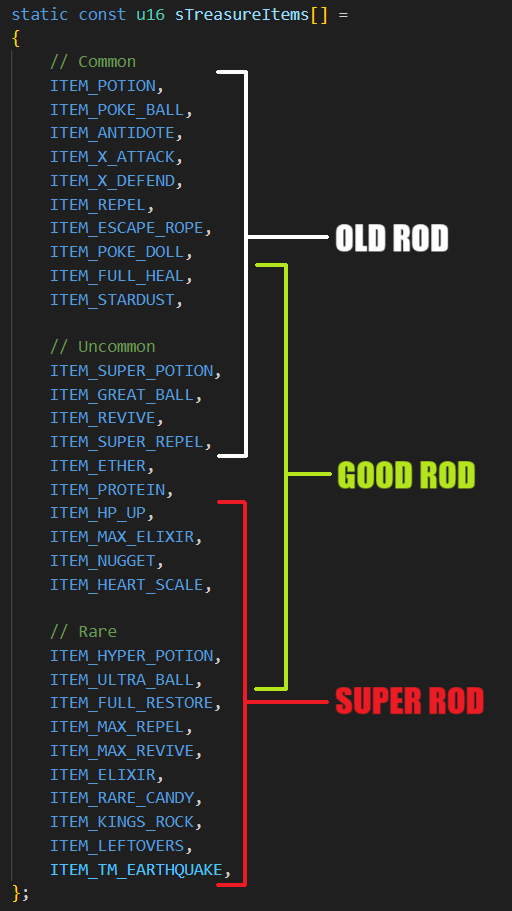 static const u16 sTreasureItems[] =
{
// Common
ITEM_POTION,
ITEM_POKE_BALL,
ITEM_ANTIDOTE,
ITEM_X_ATTACK,
ITEM_X_DEFEND,
ITEM_REPEL,
ITEM_ESCAPE_ROPE,
ITEM_POKE_DOLL,
ITEM_FULL_HEAL,
ITEM_STARDUST,
// Uncommon
ITEM_SUPER_POTION,
ITEM_GREAT_BALL,
ITEM_REVIVE,
ITEM_SUPER_REPEL,
ITEM_ETHER,
ITEM_PROTEIN,
ITEM_HP_UP,
ITEM_MAX_ELIXIR,
ITEM_NUGGET,
ITEM_HEART_SCALE,
// Rare
ITEM_HYPER_POTION,
ITEM_ULTRA_BALL,
ITEM_FULL_RESTORE,
ITEM_MAX_REPEL,
ITEM_MAX_REVIVE,
ITEM_ELIXIR,
ITEM_RARE_CANDY,
ITEM_KINGS_ROCK,
ITEM_LEFTOVERS,
ITEM_TM_EARTHQUAKE,
};
OLD ROD
GOOD ROD
SUPER ROD